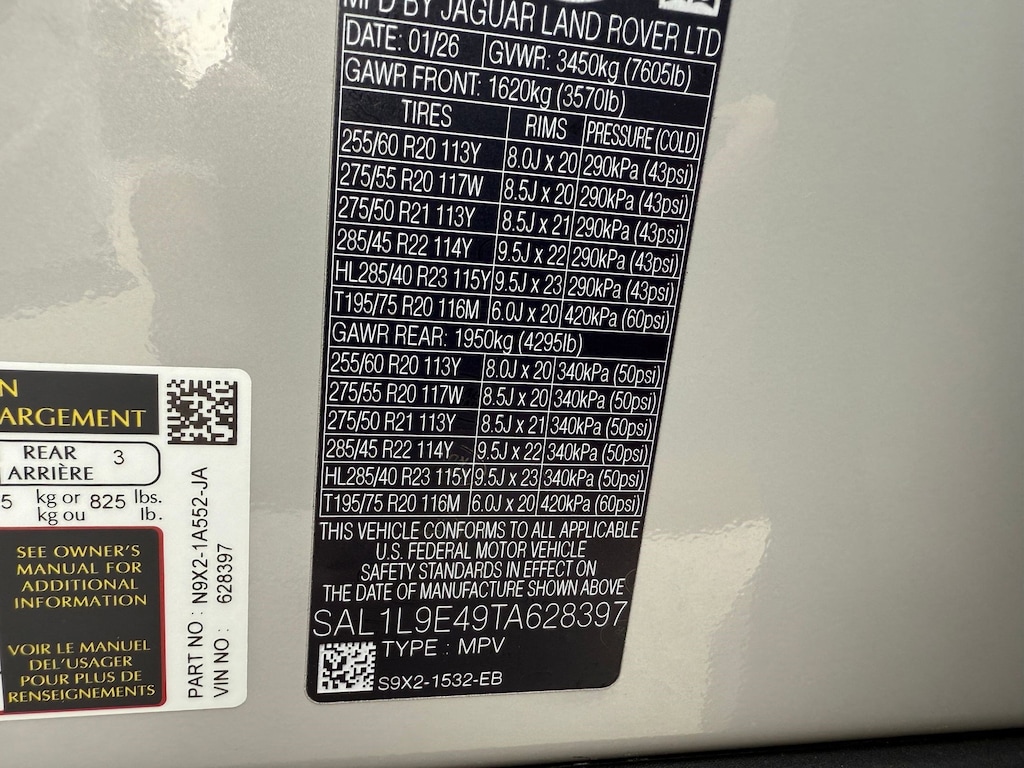 MFD BY JAGUAR LAND ROVER LTD
DATE: 01/26 GVWR: 3450kg (7605lb)
GAWR FRONT: 1620kg (3570lb)
TIRES RIMS PRESSURE (COLD)
255/60 R20 113Y 8.0J x 20 290kPa (43psi)
275/55 R20 117W 8.5J x 20 290kPa (43psi)
275/50 R21 113Y 8.5J x 21 290kPa (43psi)
285/45 R22 114Y 9.5J x 22 290kPa (43psi)
HL285/40 R23 115Y 9.5J x 23 290kPa (43psi)
T195/75 R20 116M 6.0J x 20 420kPa (60psi)
GAWR REAR: 1950kg (4295lb)
255/60 R20 113Y 8.0J x 20 340kPa (50psi)
275/55 R20 117W 8.5J x 20 340kPa (50psi)
275/50 R21 113Y 8.5J x 21 340kPa (50psi)
285/45 R22 114Y 9.5J x 22 340kPa (50psi)
HL285/40 R23 115Y 9.5J x 23 340kPa (50psi)
T195/75 R20 116M 6.0J x 20 420kPa (60psi)
THIS VEHICLE CONFORMS TO ALL APPLICABLE
U.S. FEDERAL MOTOR VEHICLE
SAFETY STANDARDS IN EFFECT ON
THE DATE OF MANUFACTURE SHOWN ABOVE
SAL1L9E49TA628397
TYPE : MPV
S9X2-1532-EB
N
ARGEMENT
REAR 3
ARRIÈRE
5 kg or 825 lbs.
kg ou lb.
SEE OWNER'S
MANUAL FOR
ADDITIONAL
INFORMATION
VOIR LE MANUEL
DEL'USAGER
POUR PLUS DE
RENSEIGNEMENTS
PART NO : N9X2-1A552-JA
VIN NO : 628397